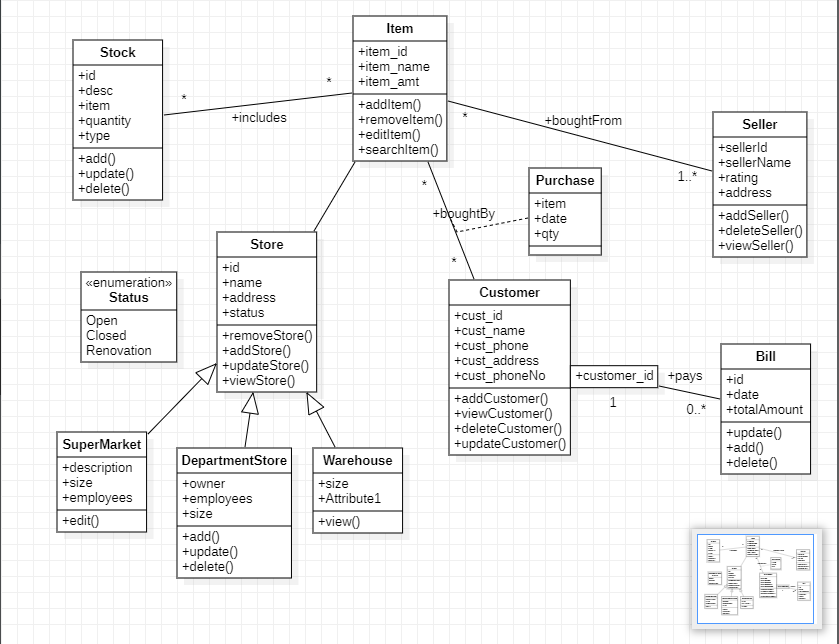 Item
+item_id
+item_name
+item_amt
+addItem()
+removeItem()
+editItem()
+searchItem()
Stock
+id
+desc
+item
+quantity
+type
+add()
+update()
+delete()
*
*
+includes
*
+boughtFrom
1..*
Seller
+sellerId
+sellerName
+rating
+address
+addSeller()
+deleteSeller()
+viewSeller()
Purchase
+item
+date
+qty
*
+boughtBy
*
Store
+id
+name
+address
+status
+removeStore()
+addStore()
+updateStore()
+viewStore()
«enumeration»
Status
Open
Closed
Renovation
Customer
+cust_id
+cust_name
+cust_phone
+cust_address
+cust_phoneNo
+addCustomer()
+viewCustomer()
+deleteCustomer()
+updateCustomer()
+customer_id
+pays
1
0..*
Bill
+id
+date
+totalAmount
+update()
+add()
+delete()
SuperMarket
+description
+size
+employees
+edit()
DepartmentStore
+owner
+employees
+size
+add()
+update()
+delete()
Warehouse
+size
+Attribute1
+view()